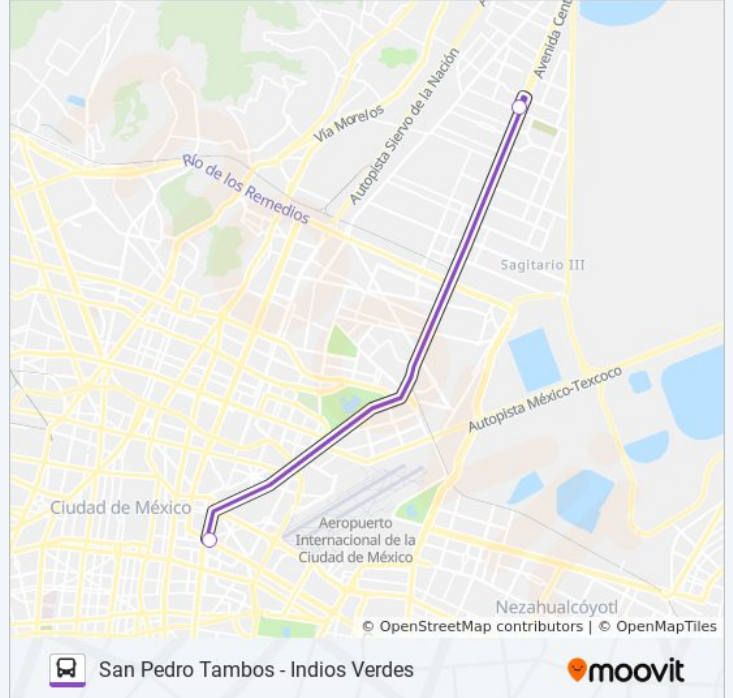 Avenida Cent
Autopista Siervo de la Nación
Vía Morelos
Río de los Remedios
Sagitario III
Autopista México-Texcoco
Ciudad de México
Aeropuerto
Internacional de la
Ciudad de México
Nezahualcóyotl
© OpenStreetMap contributors | © OpenMapTiles
San Pedro Tambos - Indios Verdes
moovit